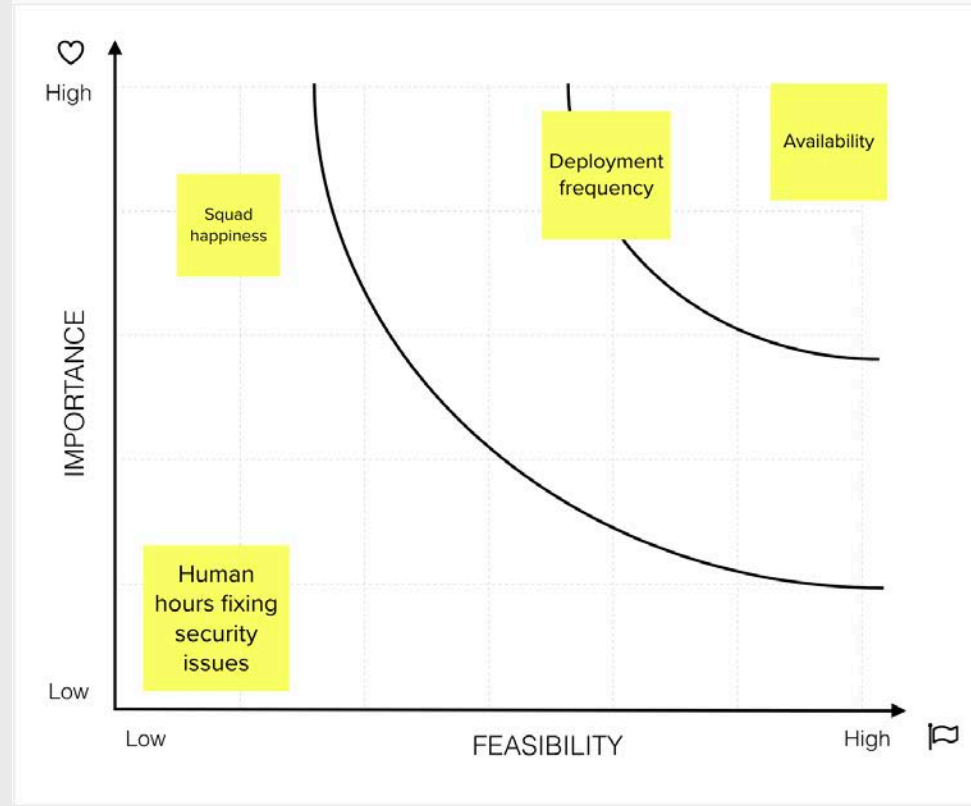 High
Availability
Deployment
frequency
Squad
happiness
IMPORTANCE
Human
hours fixing
security
issues
Low
Low
FEASIBILITY
High